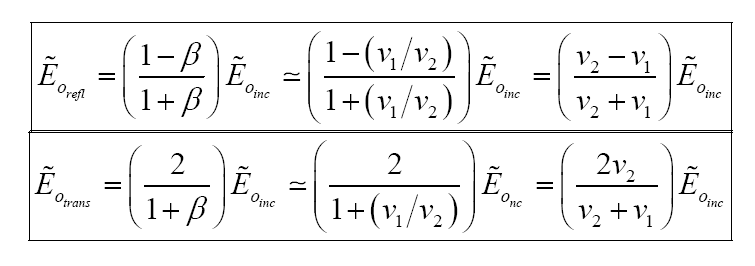 Ẽ_{o_{refl}} = ( (1 − β) / (1 + β) ) Ẽ_{o_{inc}} ≃ ( (1 − (v₁/v₂)) / (1 + (v₁/v₂)) ) Ẽ_{o_{inc}} = ( (v₂ − v₁) / (v₂ + v₁) ) Ẽ_{o_{inc}}
Ẽ_{o_{trans}} = ( 2 / (1 + β) ) Ẽ_{o_{inc}} ≃ ( 2 / (1 + (v₁/v₂)) ) Ẽ_{o_{nc}} = ( 2v₂ / (v₂ + v₁) ) Ẽ_{o_{inc}}